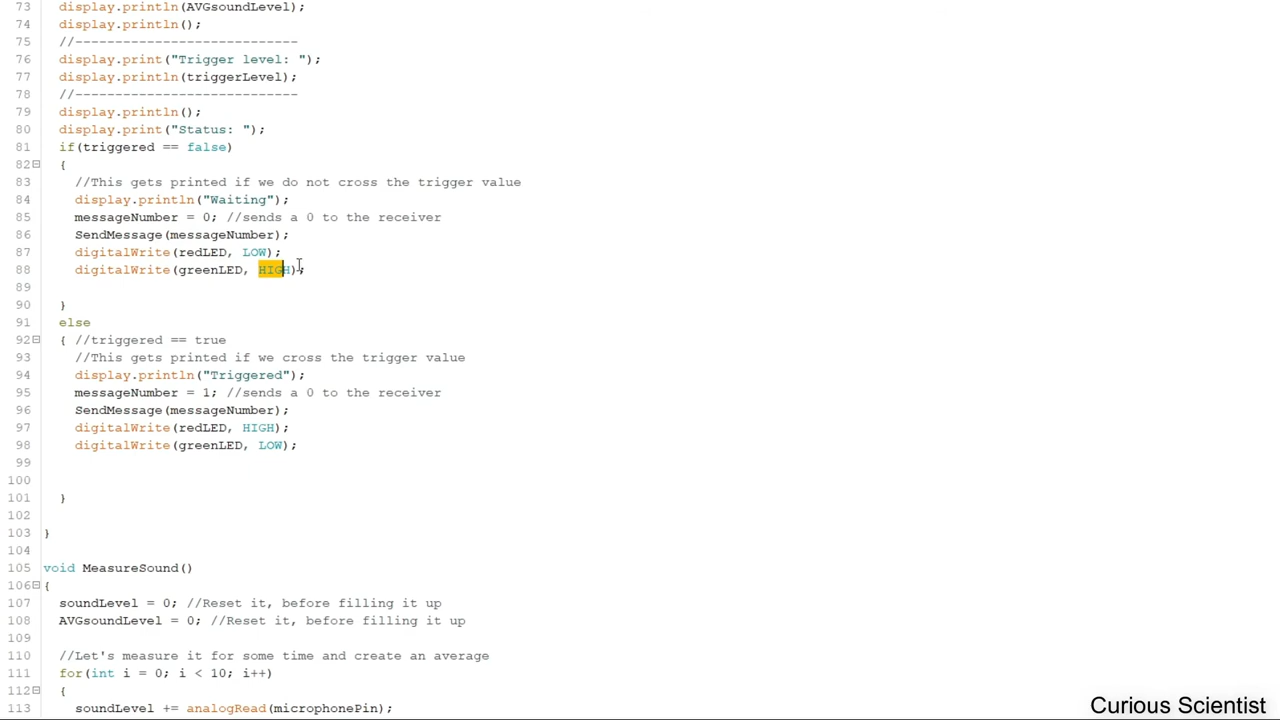 73 display.println(AVGsoundLevel);
74 display.println();
75 //----------------------------
76 display.print("Trigger level: ");
77 display.println(triggerLevel);
78 //----------------------------
79 display.println();
80 display.print("Status: ");
81 if(triggered == false)
82 {
83 //This gets printed if we do not cross the trigger value
84 display.println("Waiting");
85 messageNumber = 0; //sends a 0 to the receiver
86 SendMessage(messageNumber);
87 digitalWrite(redLED, LOW);
88 digitalWrite(greenLED, HIGH);
89
90 }
91 else
92 { //triggered == true
93 //This gets printed if we cross the trigger value
94 display.println("Triggered");
95 messageNumber = 1; //sends a 0 to the receiver
96 SendMessage(messageNumber);
97 digitalWrite(redLED, HIGH);
98 digitalWrite(greenLED, LOW);
99
100
101 }
102
103 }
104
105 void MeasureSound()
106 {
107 soundLevel = 0; //Reset it, before filling it up
108 AVGsoundLevel = 0; //Reset it, before filling it up
109
110 //Let's measure it for some time and create an average
111 for(int i = 0; i < 10; i++)
112 {
113 soundLevel += analogRead(microphonePin);
Curious Scientist